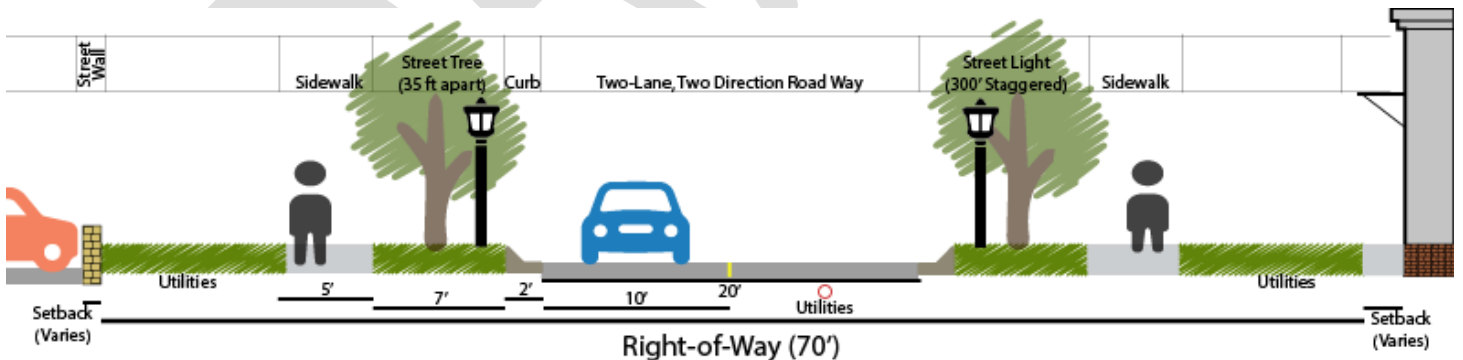 Street
Wall
Sidewalk
Street Tree
(35 ft apart)
Curb
Two-Lane, Two Direction Road Way
Street Light
(300' Staggered)
Sidewalk
Utilities
5'
7'
2'
10'
20'
Utilities
Utilities
Setback
(Varies)
Right-of-Way (70')
Setback
(Varies)